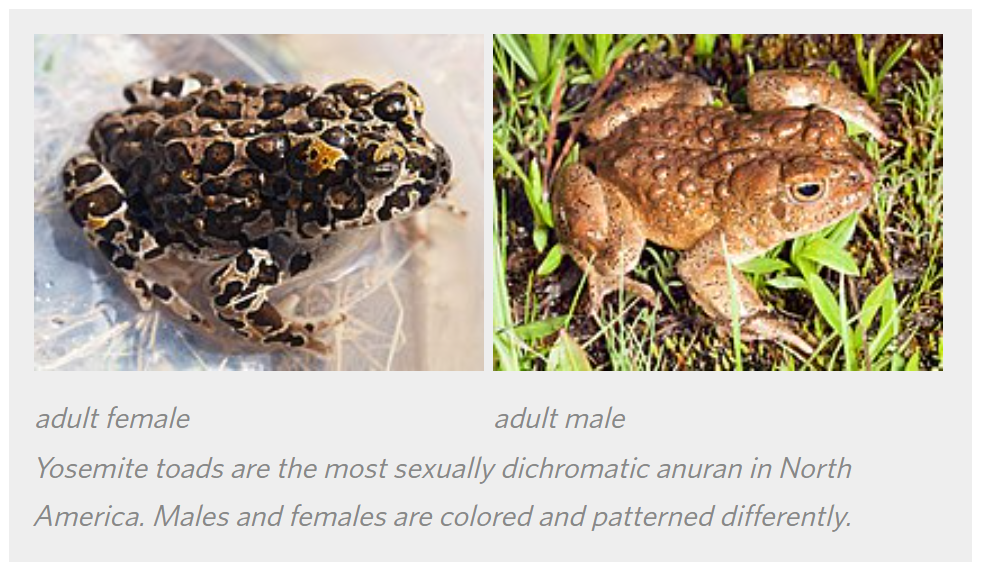 adult female
adult male
Yosemite toads are the most sexually dichromatic anuran in North
America. Males and females are colored and patterned differently.